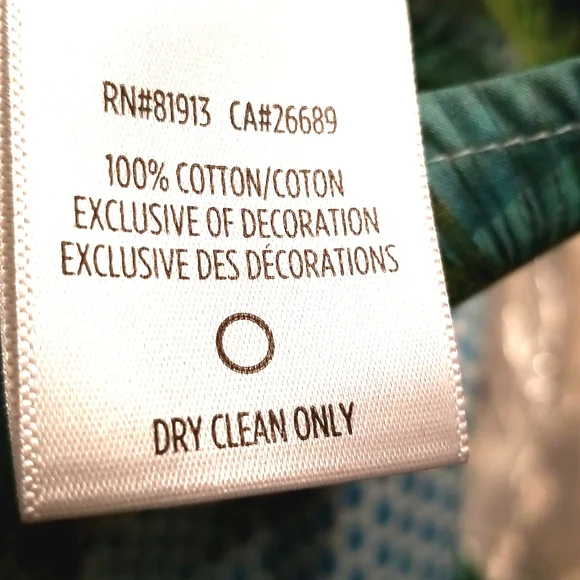 RN#81913 CA#26689
100% COTTON/COTON
EXCLUSIVE OF DECORATION
EXCLUSIVE DES DÉCORATIONS
DRY CLEAN ONLY